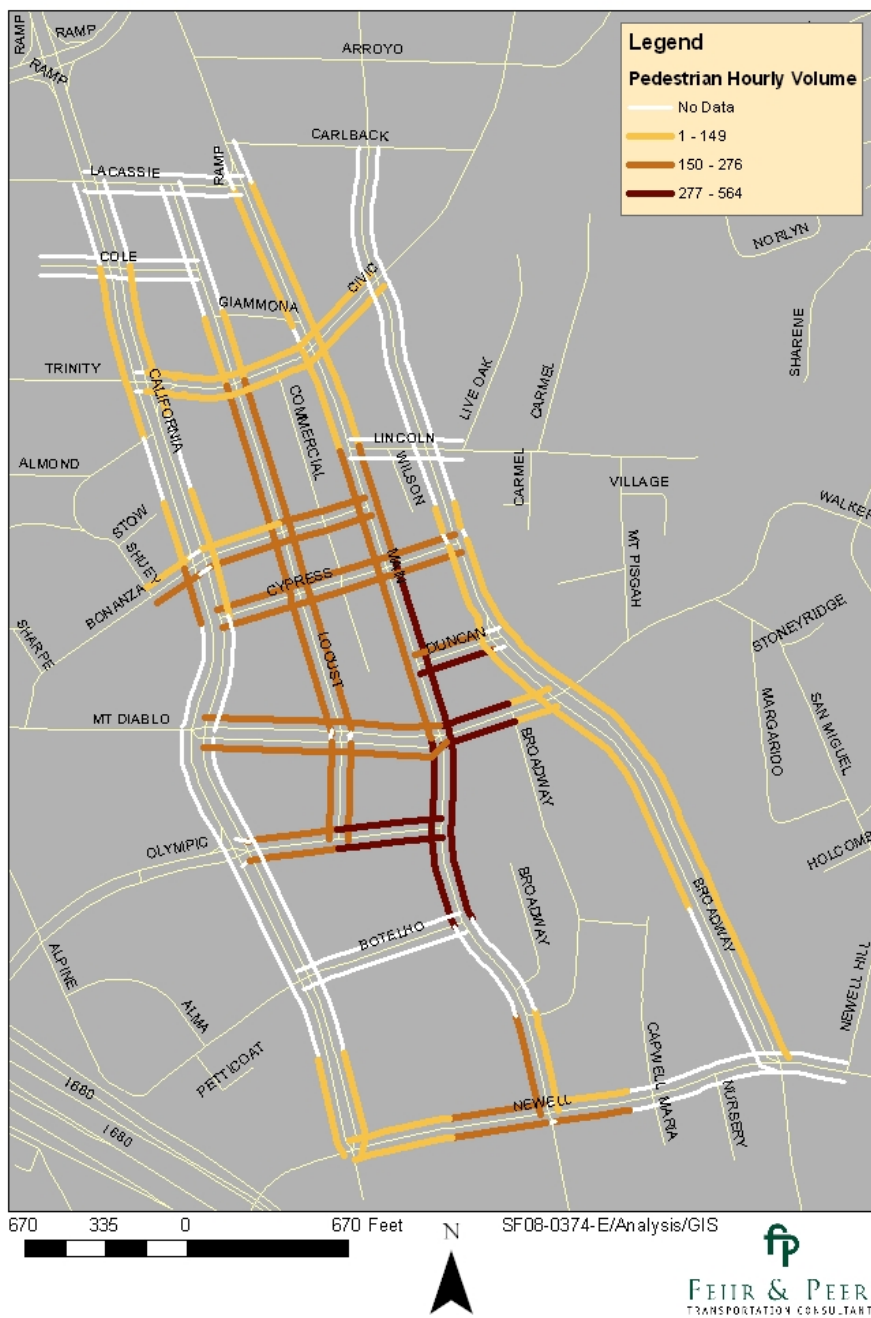 RAMP
RAMP
RAMP
ARROYO
Legend
Pedestrian Hourly Volume
No Data
1 - 149
150 - 276
277 - 564
CARLBACK
RAMP
LACASSIE
NORLYN
COLE
CIVIC
GIAMMONA
SHARENE
TRINITY
CALIFORNIA
COMMERCIAL
LIVE OAK
CARMEL
LINCOLN
ALMOND
WILSON
CARMEL
VILLAGE
WALKER
STOW
SHUEY
MT PISGAH
CYPRESS
MAIN
BONANZA
SHARPE
LOCUST
DUNCAN
STONEYRIDGE
MT DIABLO
MARGARIDO
SAN MIGUEL
BROADWAY
OLYMPIC
HOLCOMB
BROADWAY
BROADWAY
BOTELHO
ALPINE
NEWELL HILL
ALMA
PETTICOAT
CAPWELL
MARIA
NURSERY
I680
NEWELL
I680
670 335 0 670 Feet
N
SF08-0374-E/Analysis/GIS
fp
FEHR & PEER
TRANSPORTATION CONSULTANT